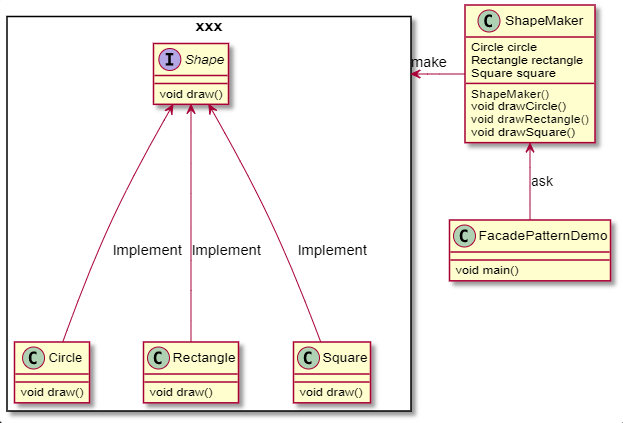 xxx
I Shape
void draw()
make
C ShapeMaker
Circle circle
Rectangle rectangle
Square square
ShapeMaker()
void drawCircle()
void drawRectangle()
void drawSquare()
ask
C FacadePatternDemo
void main()
Implement
Implement
Implement
C Circle
void draw()
C Rectangle
void draw()
C Square
void draw()